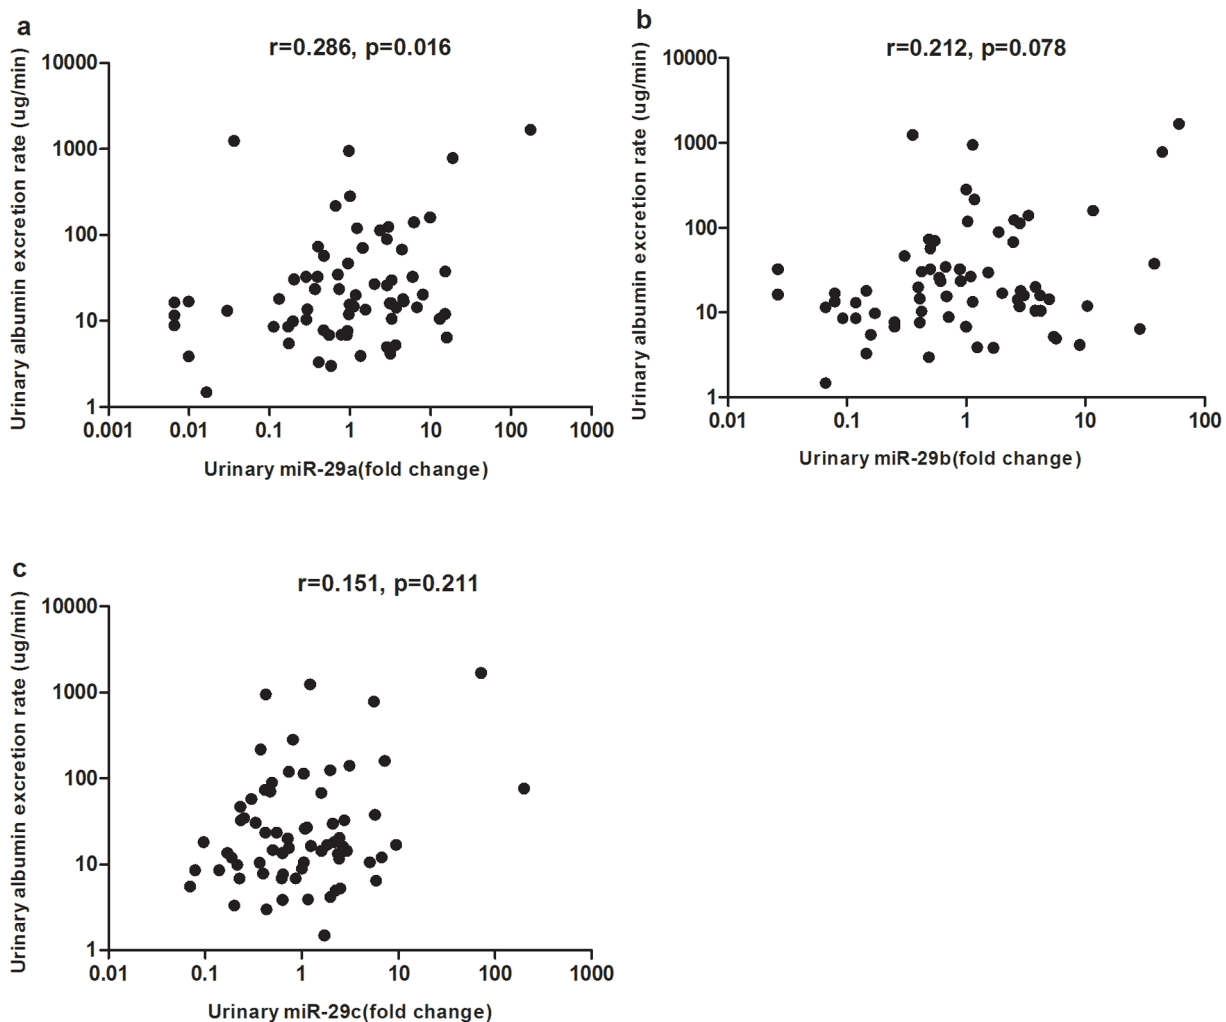 a
r=0.286, p=0.016
Urinary albumin excretion rate (ug/min)
10000
1000
100
10
1
0.001 0.01 0.1 1 10 100 1000
Urinary miR-29a(fold change)
b
r=0.212, p=0.078
Urinary albumin excretion rate (ug/min)
10000
1000
100
10
1
0.01 0.1 1 10 100
Urinary miR-29b(fold change)
c
r=0.151, p=0.211
Urinary albumin excretion rate (ug/min)
10000
1000
100
10
1
0.01 0.1 1 10 100 1000
Urinary miR-29c(fold change)